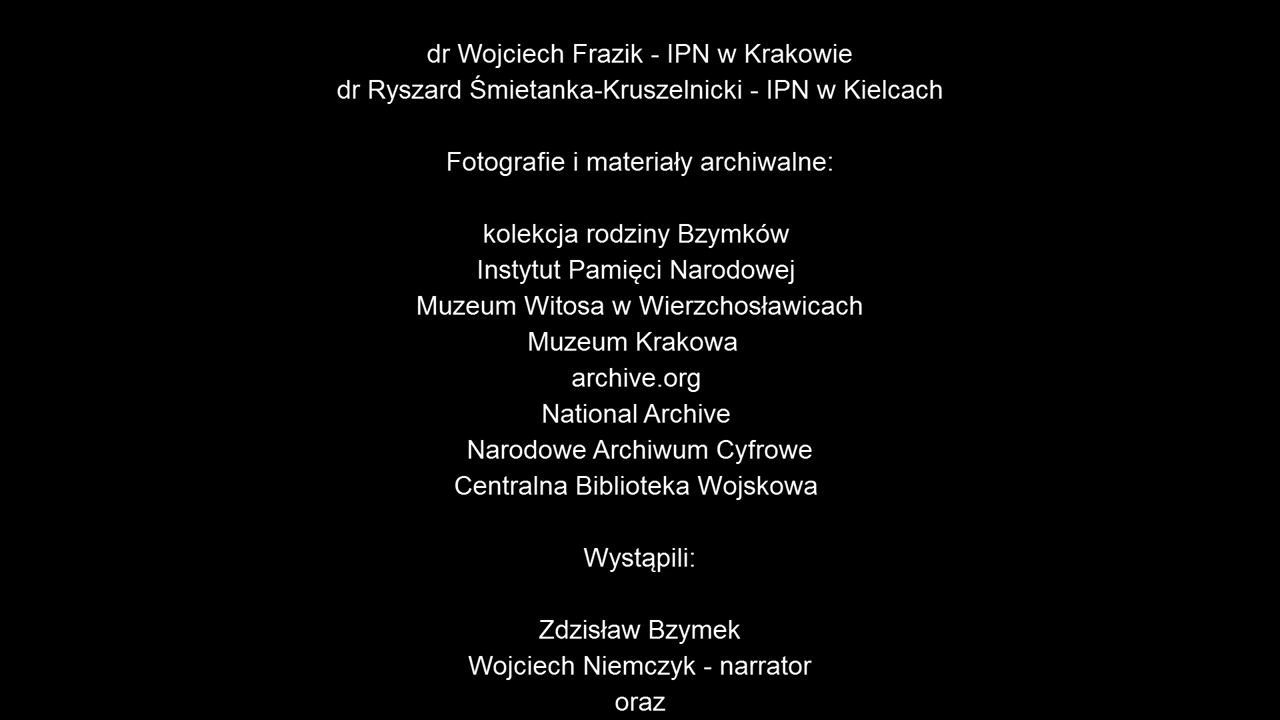 dr Wojciech Frazik - IPN w Krakowie
dr Ryszard Śmietanka-Kruszelnicki - IPN w Kielcach
Fotografie i materiały archiwalne:
kolekcja rodziny Bzymków
Instytut Pamięci Narodowej
Muzeum Witosa w Wierzchosławicach
Muzeum Krakowa
archive.org
National Archive
Narodowe Archiwum Cyfrowe
Centralna Biblioteka Wojskowa
Wystąpili:
Zdzisław Bzymek
Wojciech Niemczyk - narrator
oraz